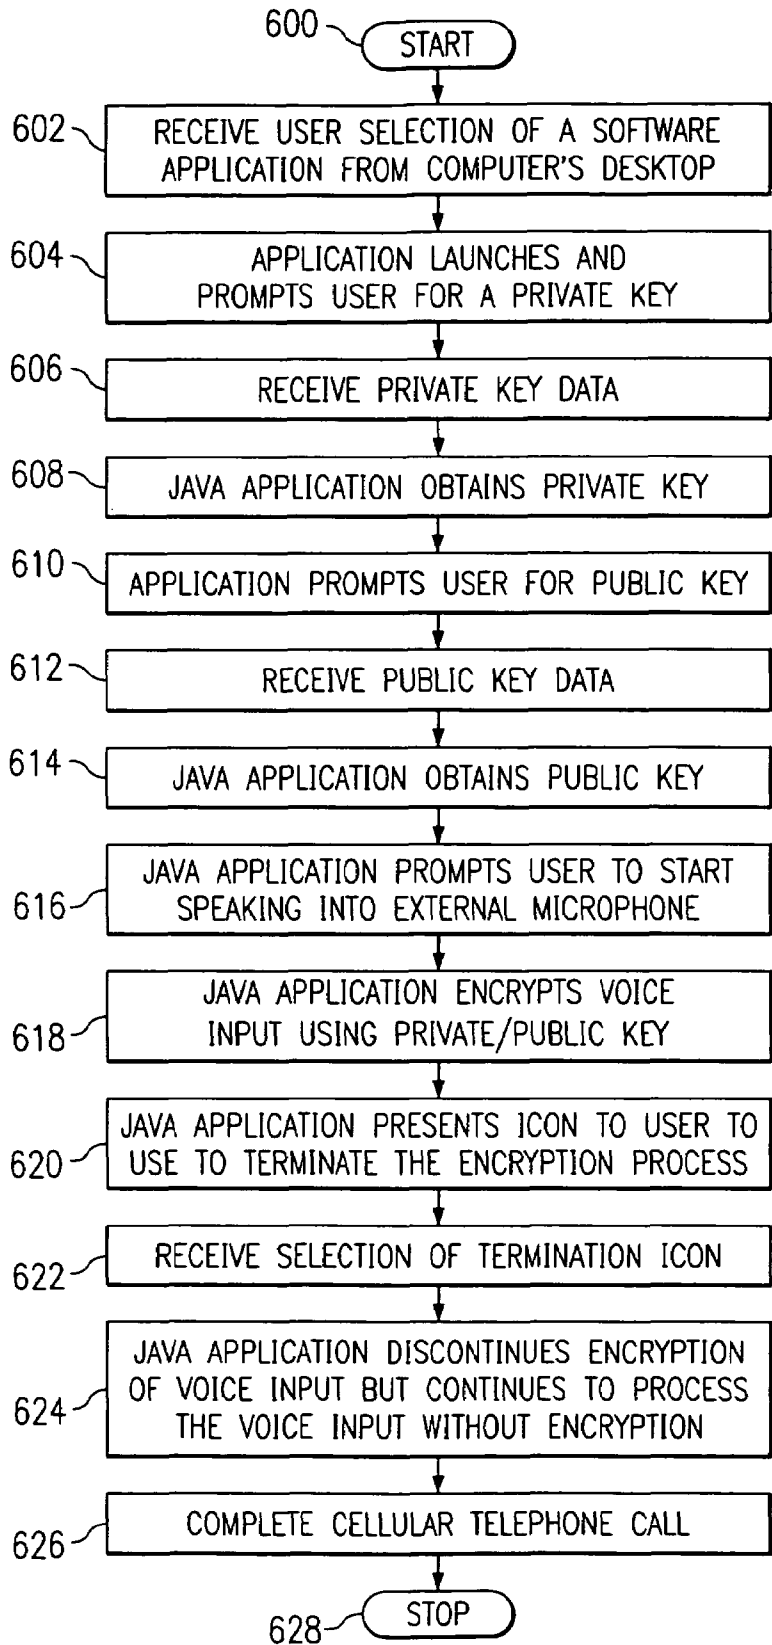 600
START
602
RECEIVE USER SELECTION OF A SOFTWARE
APPLICATION FROM COMPUTER'S DESKTOP
604
APPLICATION LAUNCHES AND
PROMPTS USER FOR A PRIVATE KEY
606
RECEIVE PRIVATE KEY DATA
608
JAVA APPLICATION OBTAINS PRIVATE KEY
610
APPLICATION PROMPTS USER FOR PUBLIC KEY
612
RECEIVE PUBLIC KEY DATA
614
JAVA APPLICATION OBTAINS PUBLIC KEY
616
JAVA APPLICATION PROMPTS USER TO START
SPEAKING INTO EXTERNAL MICROPHONE
618
JAVA APPLICATION ENCRYPTS VOICE
INPUT USING PRIVATE/PUBLIC KEY
620
JAVA APPLICATION PRESENTS ICON TO USER TO
USE TO TERMINATE THE ENCRYPTION PROCESS
622
RECEIVE SELECTION OF TERMINATION ICON
624
JAVA APPLICATION DISCONTINUES ENCRYPTION
OF VOICE INPUT BUT CONTINUES TO PROCESS
THE VOICE INPUT WITHOUT ENCRYPTION
626
COMPLETE CELLULAR TELEPHONE CALL
628
STOP